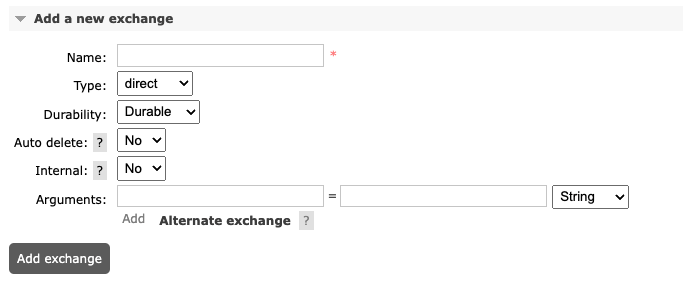 Add a new exchange
Name: *
Type: direct
Durability: Durable
Auto delete: ? No
Internal: ? No
Arguments: = String
Add Alternate exchange ?
Add exchange